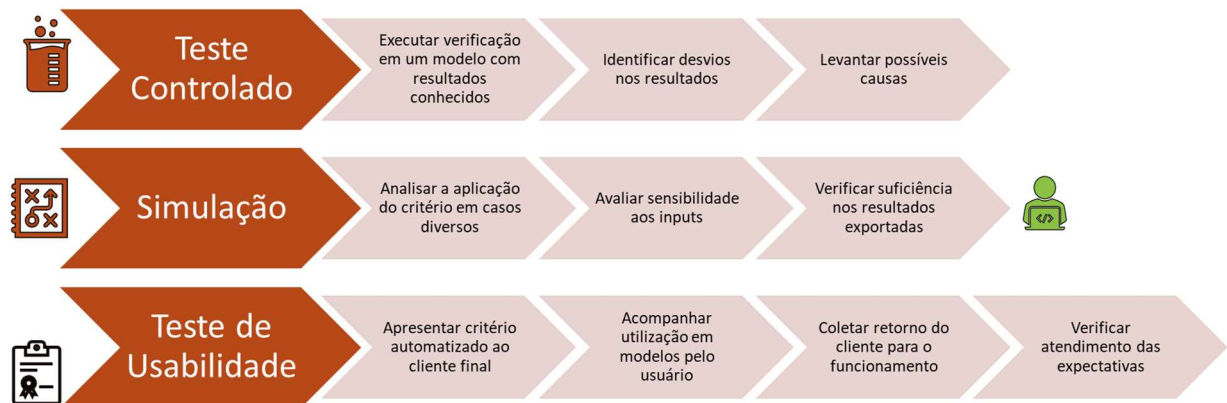 Teste
Controlado
Executar verificação
em um modelo com
resultados
conhecidos
Identificar desvios
nos resultados
Levantar possíveis
causas
Simulação
Analisar a aplicação
do critério em casos
diversos
Avaliar sensibilidade
aos inputs
Verificar suficiência
nos resultados
exportadas
</>
Teste de
Usabilidade
Apresentar critério
automatizado ao
cliente final
Acompanhar
utilização em
modelos pelo
usuário
Coletar retorno do
cliente para o
funcionamento
Verificar
atendimento das
expectativas